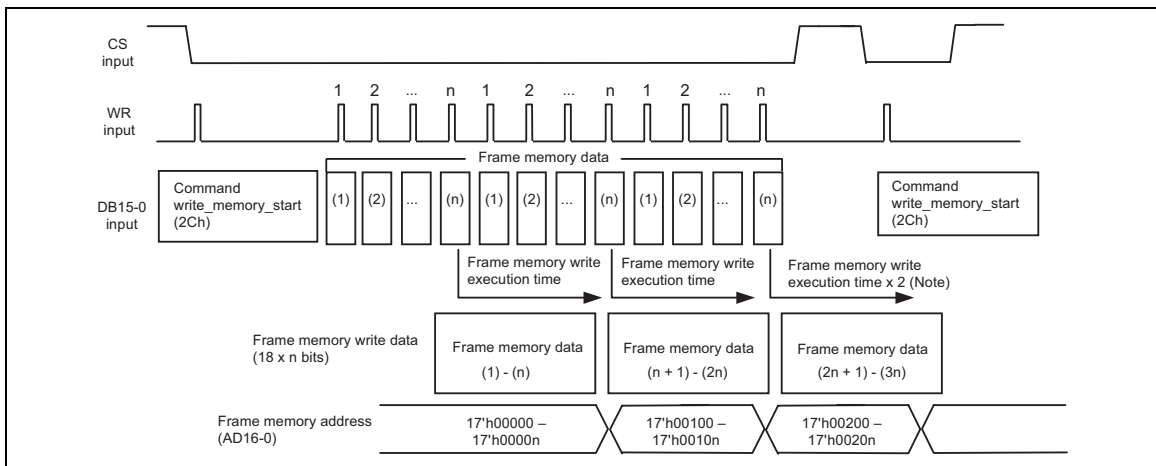 CS
input
1 2 ... n 1 2 ... n 1 2 ... n
WR
input
Frame memory data
Command
write_memory_start
(2Ch)
DB15-0
input
(1) (2) ... (n) (1) (2) ... (n) (1) (2) ... (n)
Command
write_memory_start
(2Ch)
Frame memory write
execution time
Frame memory write
execution time
Frame memory write
execution time x 2 (Note)
Frame memory write data
(18 x n bits)
Frame memory data
(1) - (n)
Frame memory data
(n + 1) - (2n)
Frame memory data
(2n + 1) - (3n)
Frame memory address
(AD16-0)
17'h00000 –
17'h0000n
17'h00100 –
17'h0010n
17'h00200 –
17'h0020n